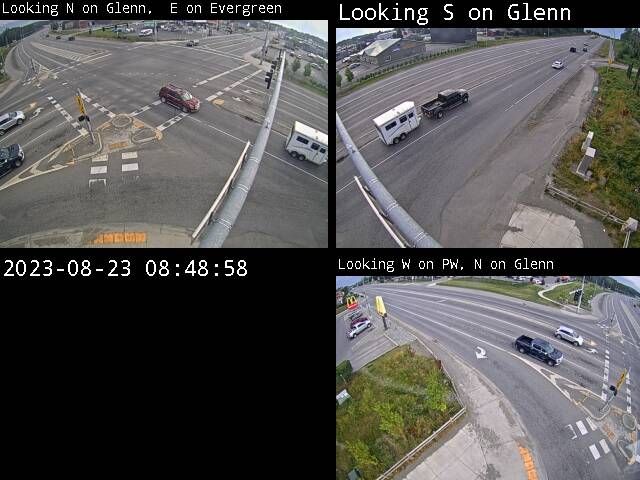 Looking N on Glenn,  E on Evergreen
Looking S on Glenn
2023-08-23 08:48:58
Looking W on PW, N on Glenn